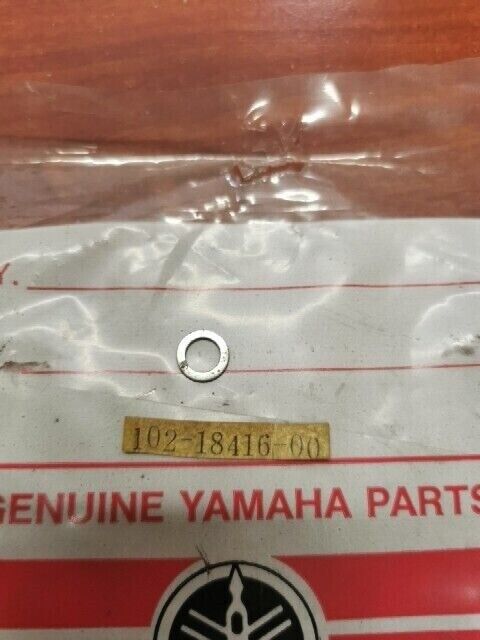 Y.
102-18416-00
GENUINE YAMAHA PARTS